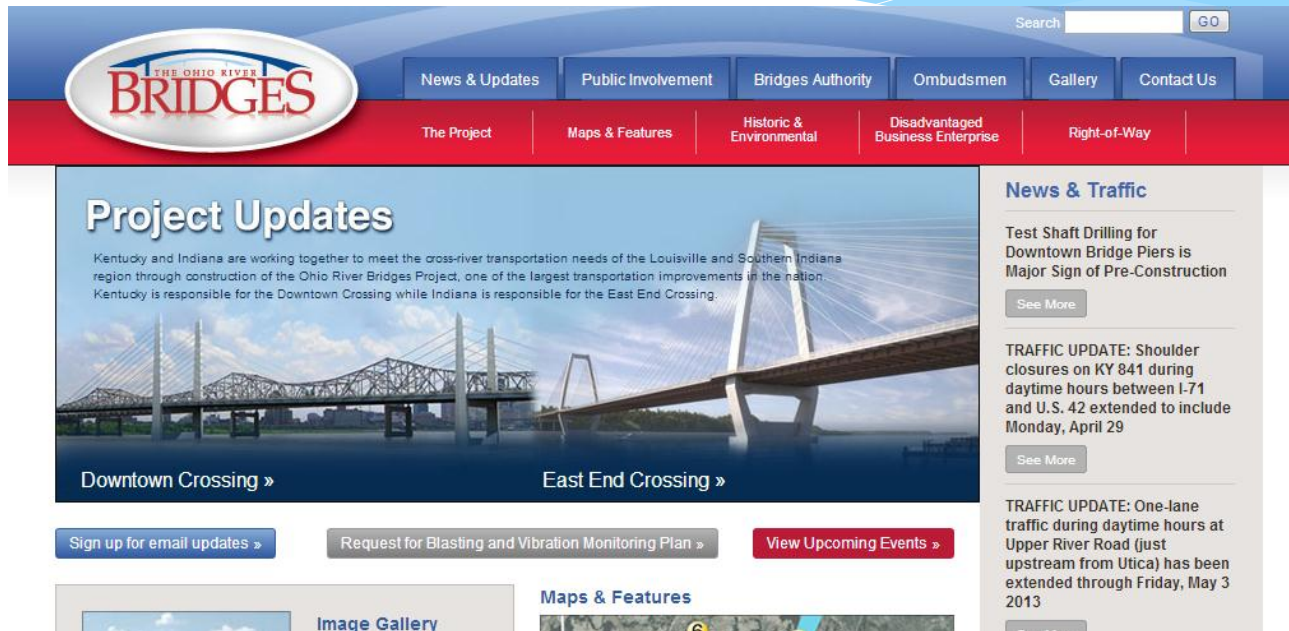 Search
GO
THE OHIO RIVER
BRIDGES
News & Updates
Public Involvement
Bridges Authority
Ombudsmen
Gallery
Contact Us
The Project
Maps & Features
Historic &
Environmental
Disadvantaged
Business Enterprise
Right-of-Way
Project Updates
Kentucky and Indiana are working together to meet the cross-river transportation needs of the Louisville and Southern Indiana
region through construction of the Ohio River Bridges Project, one of the largest transportation improvements in the nation.
Kentucky is responsible for the Downtown Crossing while Indiana is responsible for the East End Crossing.
Downtown Crossing »
East End Crossing »
Sign up for email updates »
Request for Blasting and Vibration Monitoring Plan »
View Upcoming Events »
Image Gallery
Maps & Features
6
News & Traffic
Test Shaft Drilling for
Downtown Bridge Piers is
Major Sign of Pre-Construction
See More
TRAFFIC UPDATE: Shoulder
closures on KY 841 during
daytime hours between I-71
and U.S. 42 extended to include
Monday, April 29
See More
TRAFFIC UPDATE: One-lane
traffic during daytime hours at
Upper River Road (just
upstream from Utica) has been
extended through Friday, May 3
2013